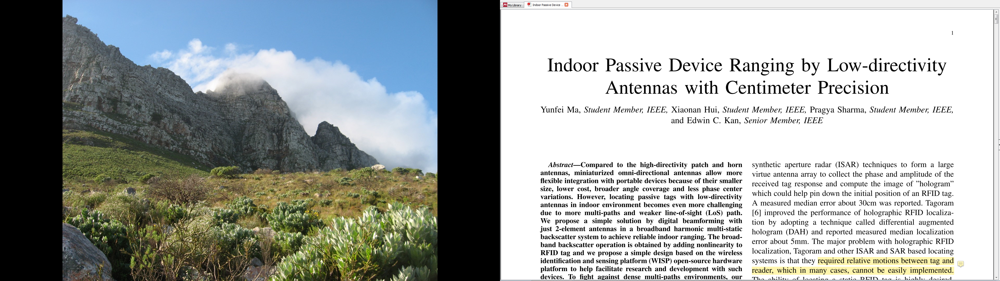 My Library
Indoor Passive Device ...
1
Indoor Passive Device Ranging by Low-directivity
Antennas with Centimeter Precision
Yunfei Ma, Student Member, IEEE, Xiaonan Hui, Student Member, IEEE, Pragya Sharma, Student Member, IEEE,
and Edwin C. Kan, Senior Member, IEEE
Abstract—Compared to the high-directivity patch and horn
antennas, miniaturized omni-directional antennas allow more
flexible integration with portable devices because of their smaller
size, lower cost, broader angle coverage and less phase center
variations. However, locating passive tags with low-directivity
antennas in indoor environment becomes even more challenging
due to more multi-paths and weaker line-of-sight (LoS) path.
We propose a simple solution by digital beamforming with
just 2-element antennas in a broadband harmonic multi-static
backscatter system to achieve reliable indoor ranging. The broad-
band backscatter operation is obtained by adding nonlinearity to
RFID tag and we propose a simple design based on the wireless
identification and sensing platform (WISP) open-source hardware
platform to help facilitate research and development with such
devices. To fight against dense multi-paths environments, our
synthetic aperture radar (ISAR) techniques to form a large
virtue antenna array to collect the phase and amplitude of the
received tag response and compute the image of ”hologram”
which could help pin down the initial position of an RFID tag.
A measured median error about 30cm was reported. Tagoram
[6] improved the performance of holographic RFID localiza-
tion by adopting a technique called differential augmented
hologram (DAH) and reported measured median localization
error about 5mm. The major problem with holographic RFID
localization, Tagoram and other ISAR and SAR based locating
systems is that they required relative motions between tag and
reader, which in many cases, cannot be easily implemented.
The ability of locating a static RFID tag is highly desired